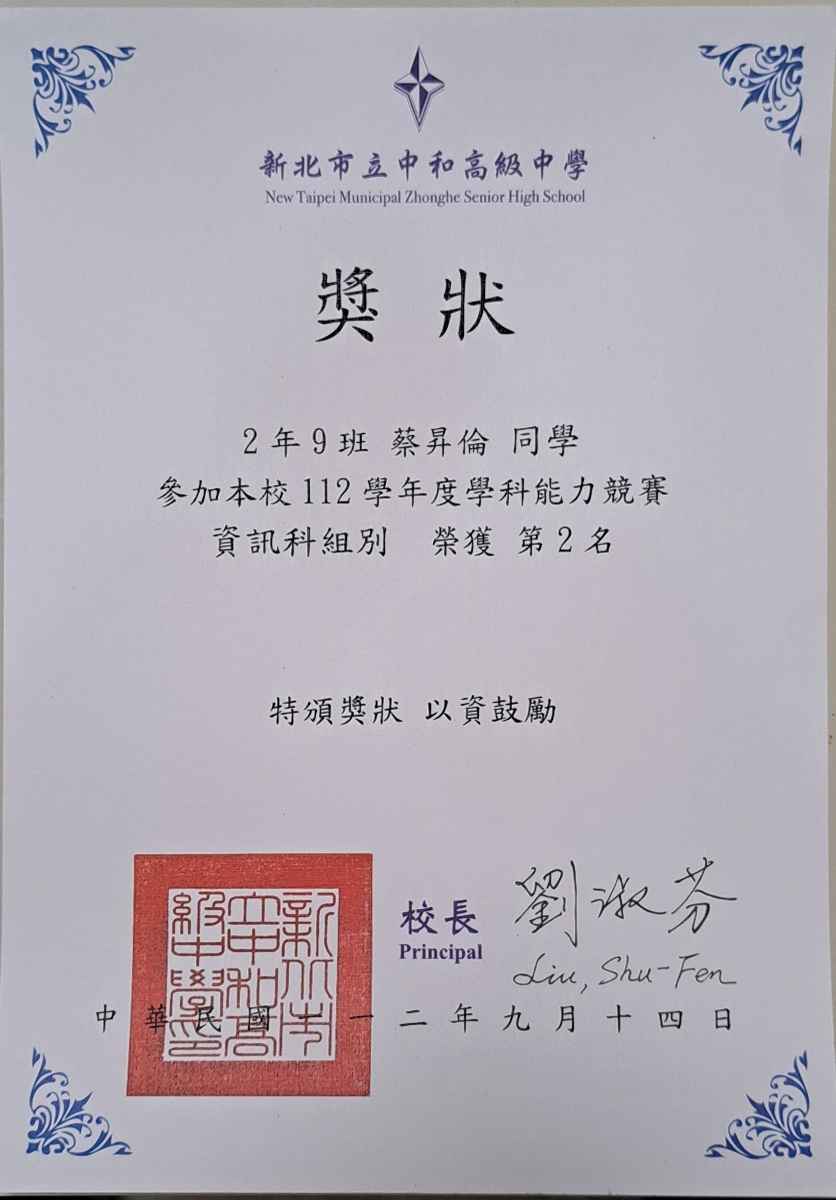 新北市立中和高級中學
New Taipei Municipal Zhonghe Senior High School
獎狀
2年9班 蔡昇倫 同學
參加本校112學年度學科能力競賽
資訊科組別 榮獲 第2名
特頒獎狀 以資鼓勵
新北市立中和高級中學印
校長 劉淑芬
Principal Liu, Shu-Fen
中華民國一一二年九月十四日